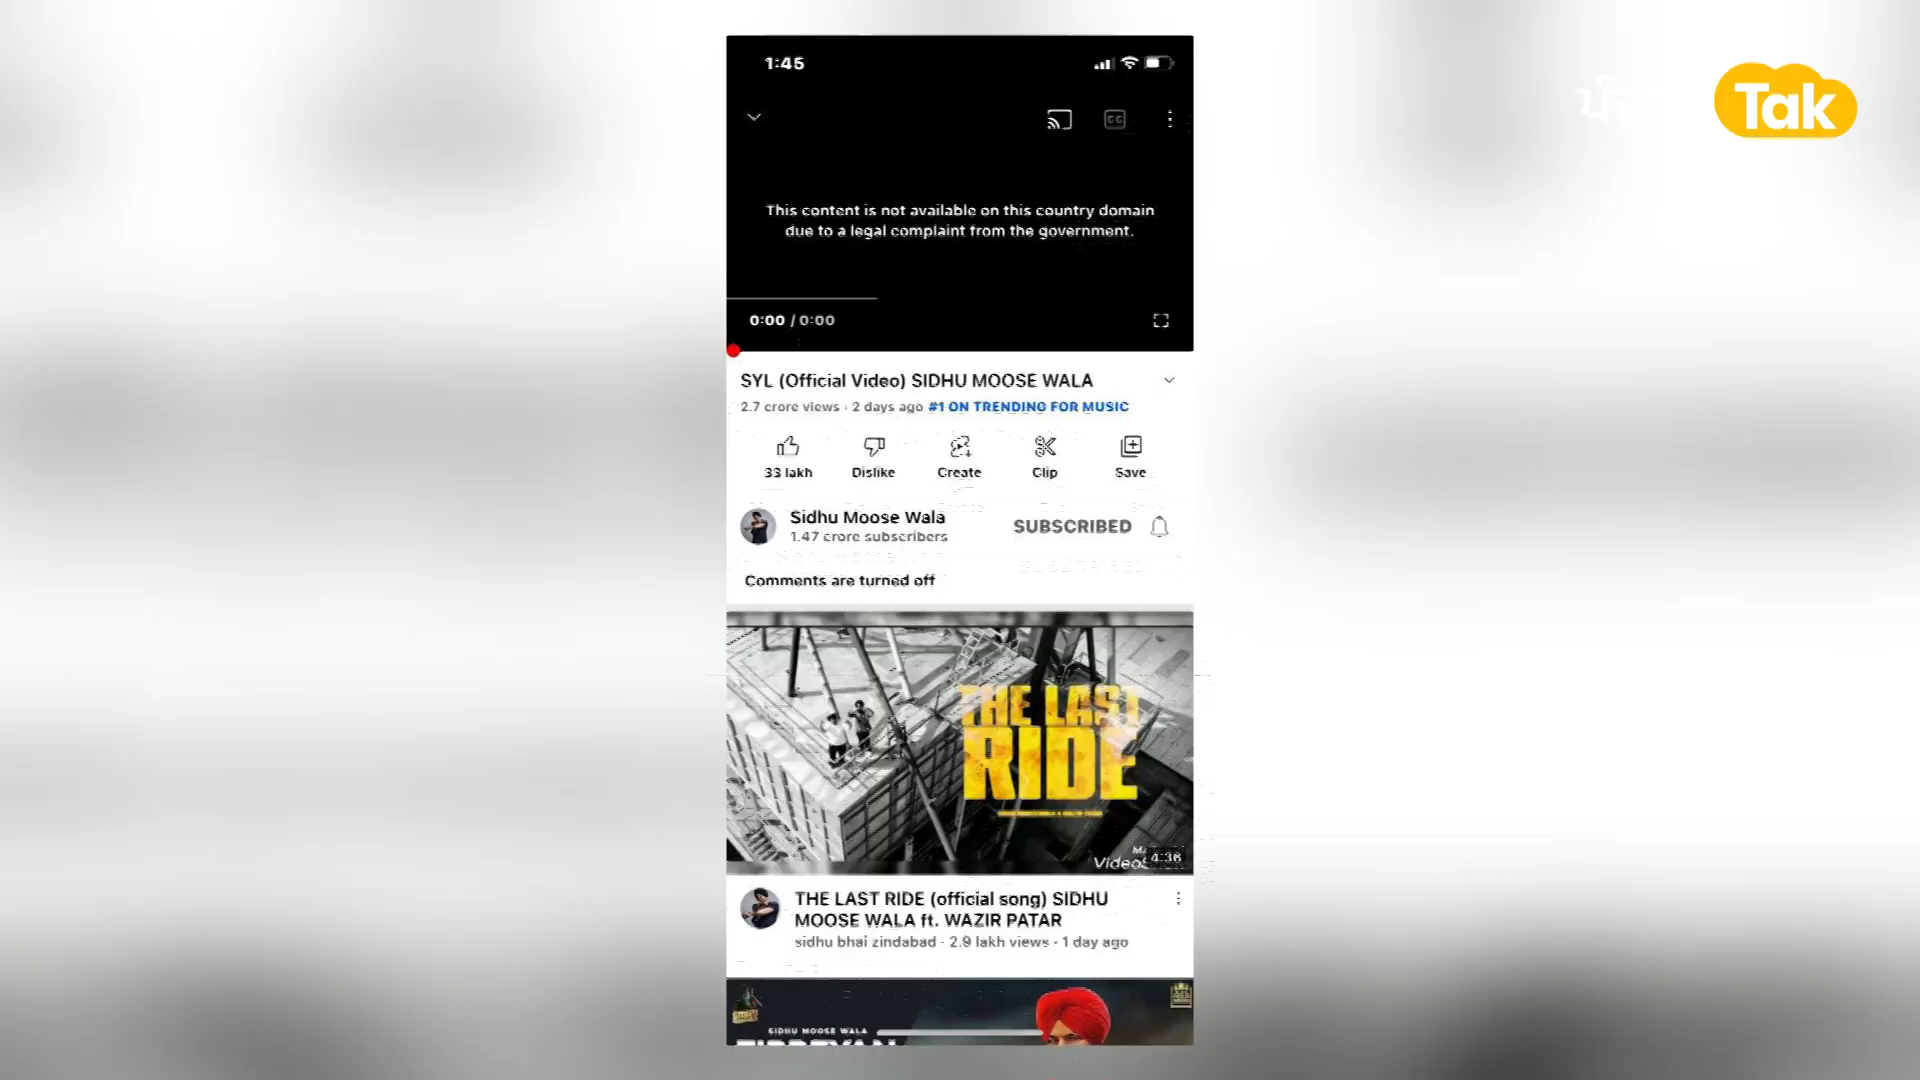 1:45
Tak
This content is not available on this country domain
due to a legal complaint from the government.
0:00 / 0:00
SYL (Official Video) SIDHU MOOSE WALA
2.7 crore views · 2 days ago #1 ON TRENDING FOR MUSIC
33 lakh Dislike Create Clip Save
Sidhu Moose Wala
1.47 crore subscribers
SUBSCRIBED
Comments are turned off
THE LAST
RIDE
4:36
THE LAST RIDE (official song) SIDHU
MOOSE WALA ft. WAZIR PATAR
sidhu bhai zindabad · 2.9 lakh views · 1 day ago
SIDHU MOOSE WALA